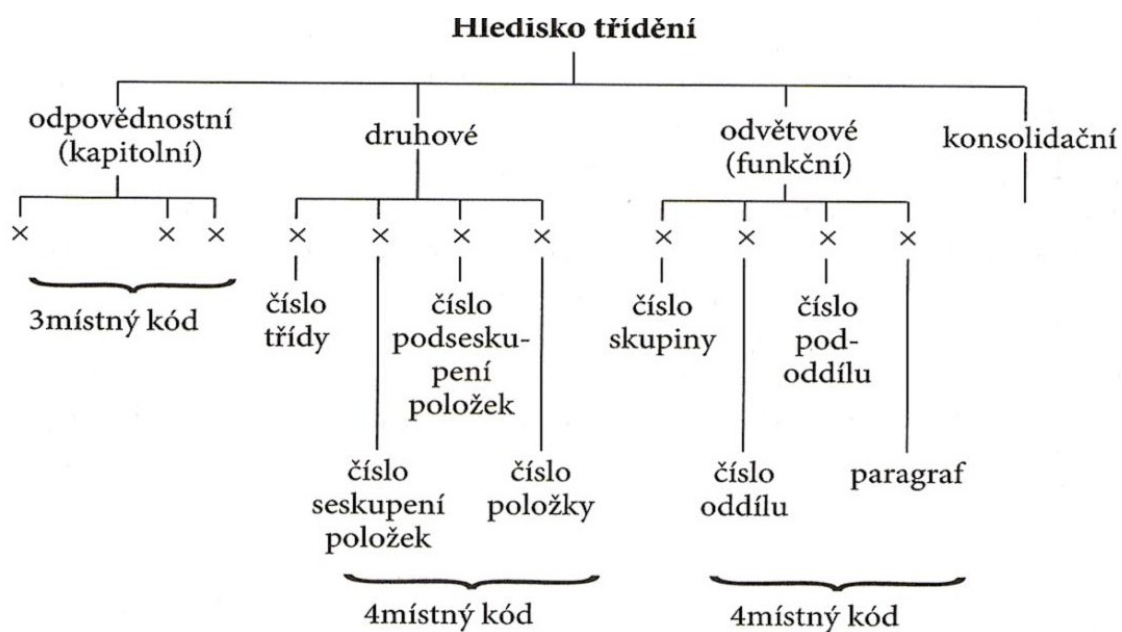 Hledisko třídění
odpovědnostní
(kapitolní)
druhové
odvětvové
(funkční)
konsolidační
× × ×
× × × ×
× × × ×
3místný kód
číslo
třídy
číslo
podsesku-
pení
položek
číslo
skupiny
číslo
pod-
oddílu
číslo
seskupení
položek
číslo
položky
číslo
oddílu
paragraf
4místný kód
4místný kód